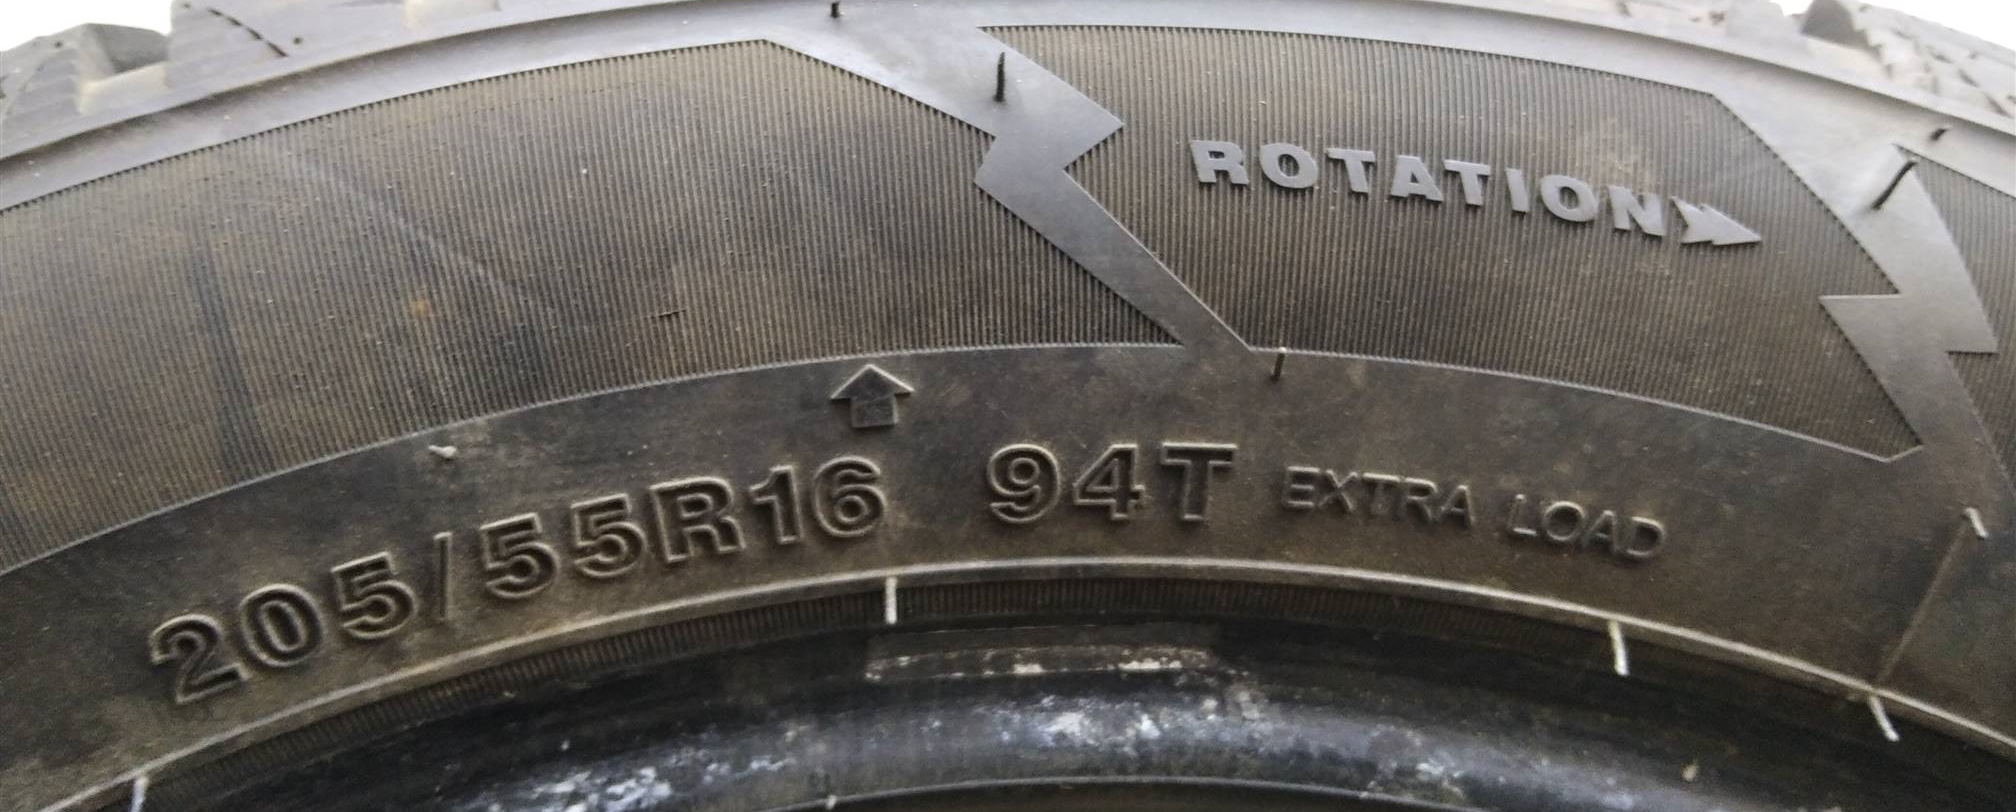 ROTATION
205/55R16 94T EXTRA LOAD